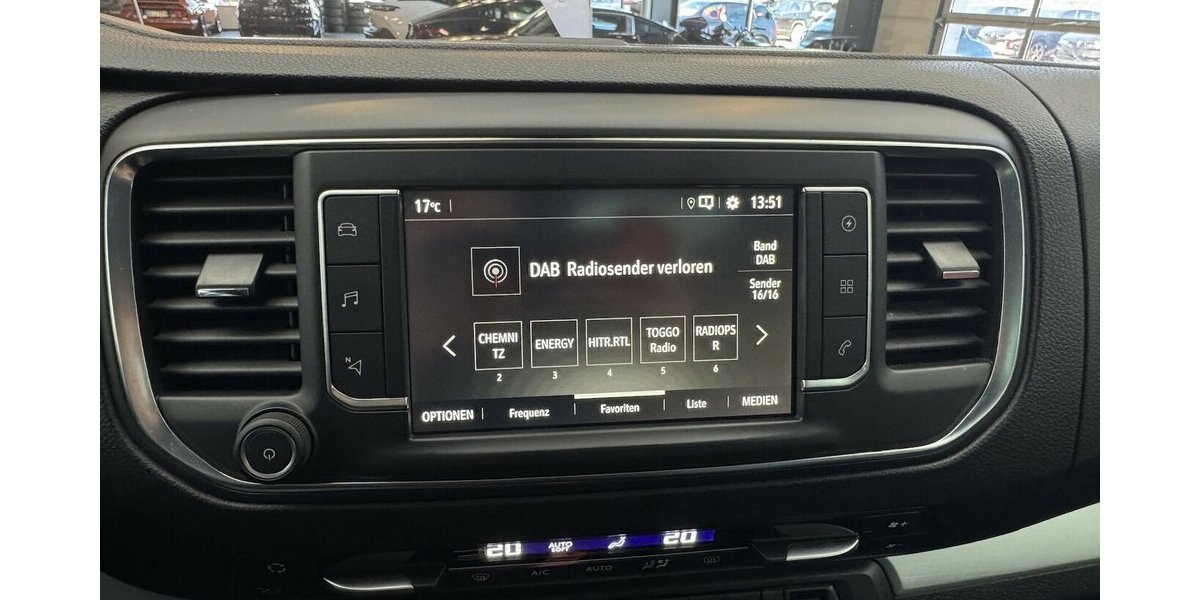 17°C
13:51
DAB Radiosender verloren
Band
DAB
Sender
16/16
CHEMNI
TZ
2
ENERGY
3
HITR.RTL
4
TOGGO
Radio
5
RADIOPS
R
6
OPTIONEN
Frequenz
Favoriten
Liste
MEDIEN
N
20
AUTO
SOFT
20
A/C
AUTO